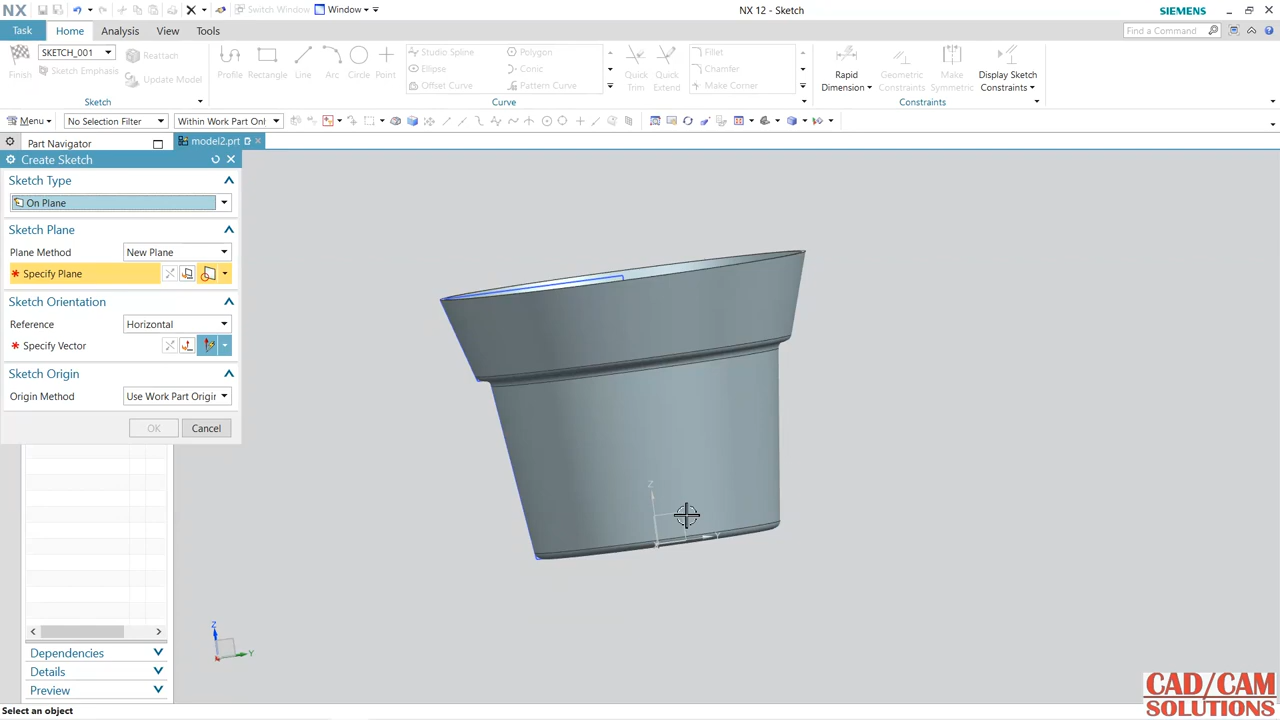 NX
Switch Window
Window
NX 12 - Sketch
SIEMENS
Task
Home
Analysis
View
Tools
Find a Command
Finish
SKETCH_001
Sketch Emphasis
Reattach
Update Model
Sketch
Profile
Rectangle
Line
Arc
Circle
Point
Studio Spline
Ellipse
Offset Curve
Polygon
Conic
Pattern Curve
Curve
Quick
Trim
Quick
Extend
Fillet
Chamfer
Make Corner
Rapid
Dimension
Geometric
Constraints
Make
Symmetric
Display Sketch
Constraints
Constraints
Menu
No Selection Filter
Within Work Part Onl
Part Navigator
model2.prt
Create Sketch
Sketch Type
On Plane
Sketch Plane
Plane Method
New Plane
* Specify Plane
Sketch Orientation
Reference
Horizontal
* Specify Vector
Sketch Origin
Origin Method
Use Work Part Origin
OK
Cancel
Z
Y
Z
Y
Dependencies
Details
Preview
Select an object
CAD/CAM
SOLUTIONS